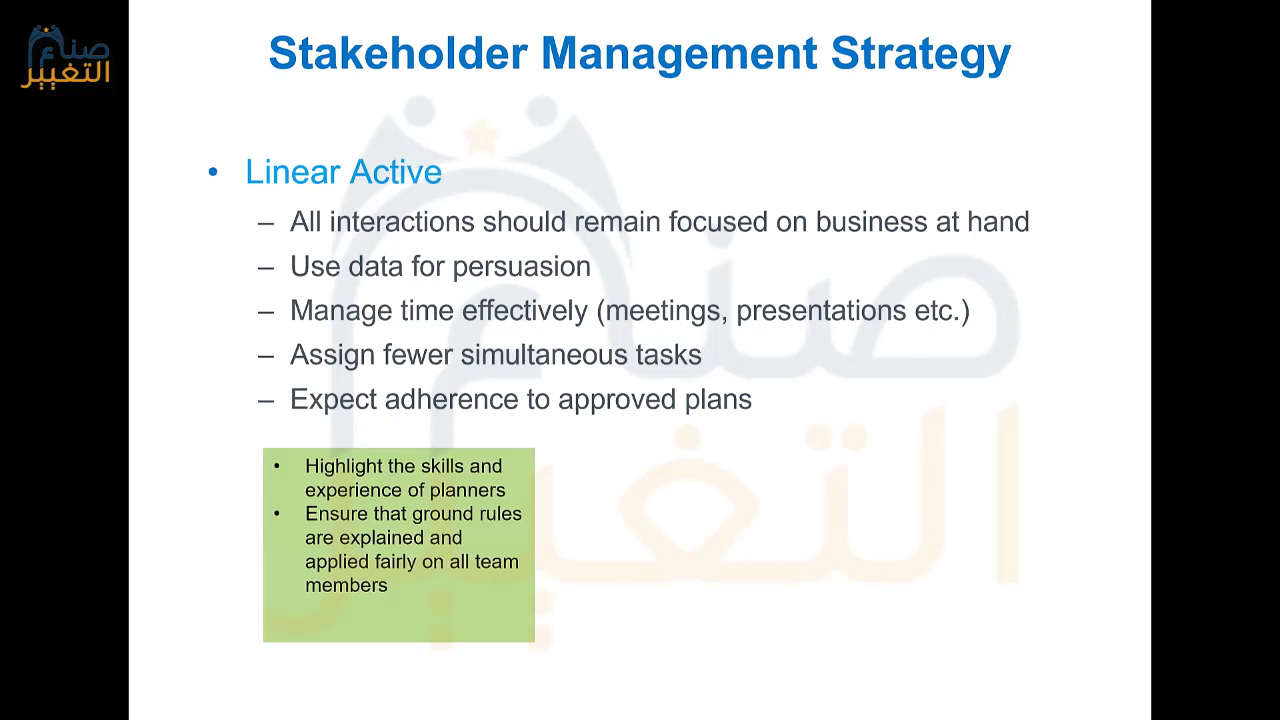 صناع
التغيير
Stakeholder Management Strategy
• Linear Active
– All interactions should remain focused on business at hand
– Use data for persuasion
– Manage time effectively (meetings, presentations etc.)
– Assign fewer simultaneous tasks
– Expect adherence to approved plans
• Highlight the skills and
experience of planners
• Ensure that ground rules
are explained and
applied fairly on all team
members
صناع
التغيير